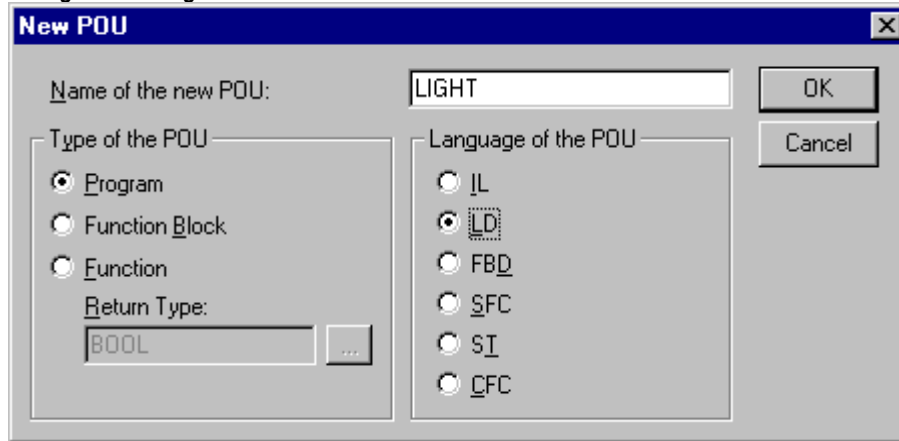 New POU
Name of the new POU:
LIGHT
OK
Cancel
Type of the POU
Program
Function Block
Function
Return Type:
BOOL
...
Language of the POU
IL
LD
FBD
SFC
ST
CFC